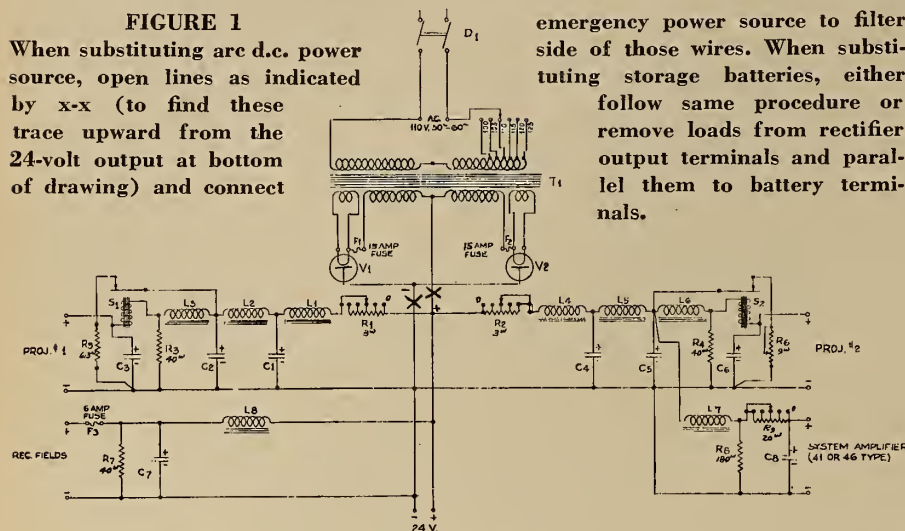 FIGURE 1
When substituting arc d.c. power
source, open lines as indicated
by x-x (to find these
trace upward from the
24-volt output at bottom
of drawing) and connect
emergency power source to filter
side of those wires. When substi-
tuting storage batteries, either
follow same procedure or
remove loads from rectifier
output terminals and paral-
lel them to battery termi-
nals.
D1
A.C.
110 V. 50~-60~
T1
F1
15 AMP
FUSE
V1
F2
15 AMP
FUSE
V2
S1
L3
L2
L1
R1
3ω
R2
3ω
L4
L5
L6
S2
PROJ. #1
R5
C3
R3
40ω
C2
C1
C4
C5
R4
40ω
C6
R6
9ω
PROJ. #2
6 AMP
FUSE
F3
L8
REC. FIELDS
R7
40ω
C7
L7
R8
180ω
R9
20ω
C8
SYSTEM AMPLIFIER
(41 OR 46 TYPE)
- +
24 V.